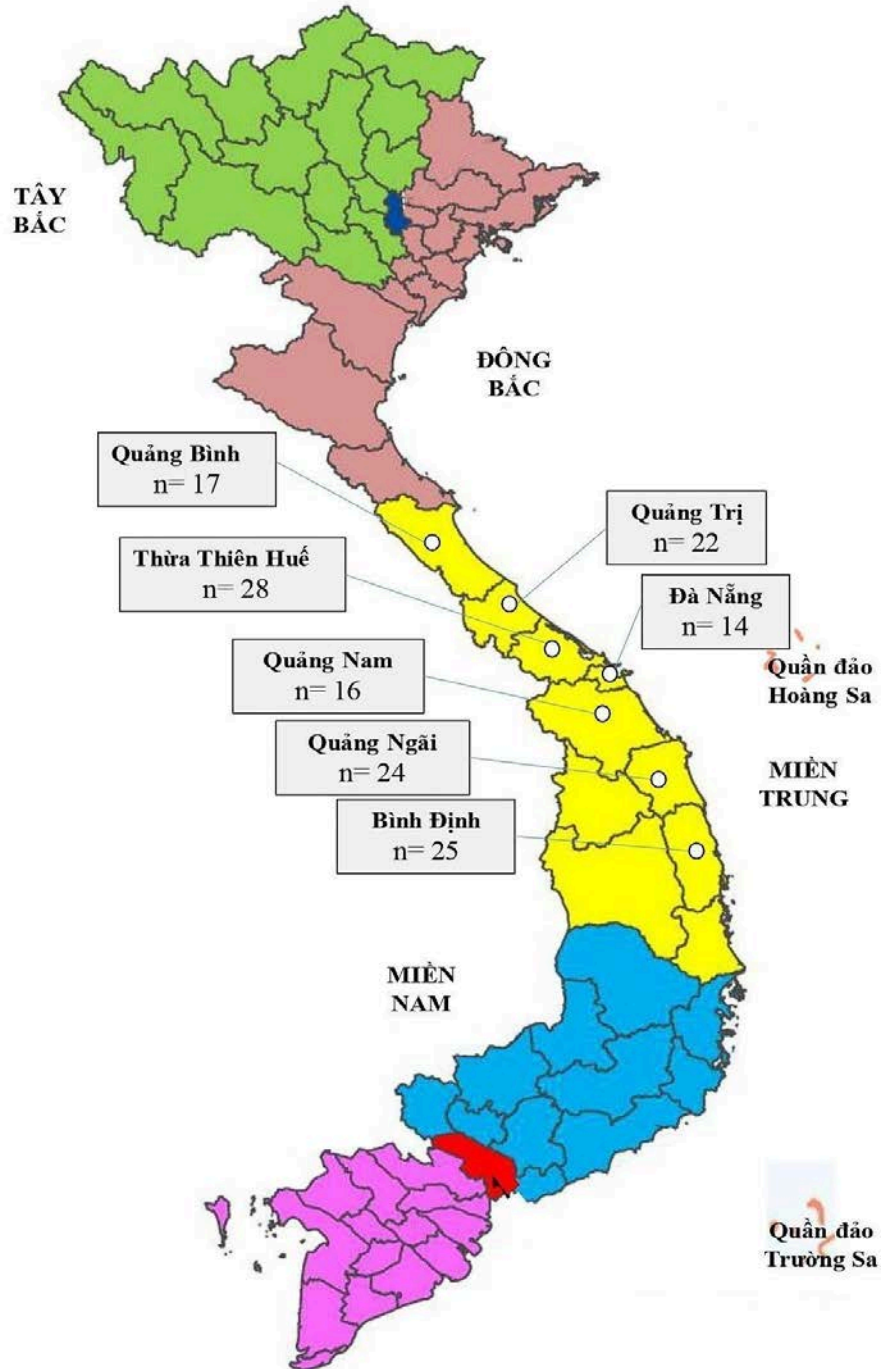 TÂY
BẮC
ĐÔNG
BẮC
Quảng Bình
n= 17
Quảng Trị
n= 22
Thừa Thiên Huế
n= 28
Đà Nẵng
n= 14
Quảng Nam
n= 16
Quần đảo
Hoàng Sa
Quảng Ngãi
n= 24
MIỀN
TRUNG
Bình Định
n= 25
MIỀN
NAM
Quần đảo
Trường Sa